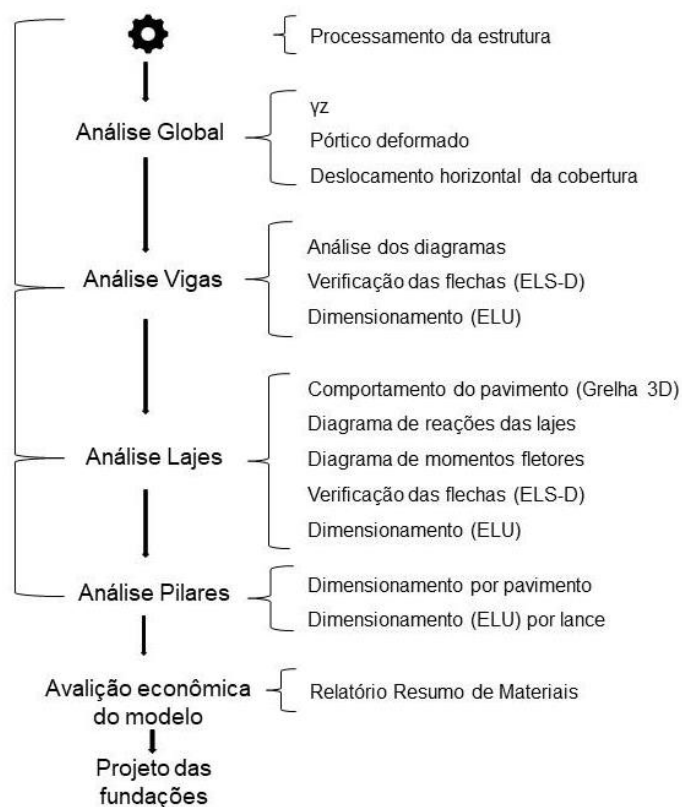 Processamento da estrutura
Análise Global
γz
Pórtico deformado
Deslocamento horizontal da cobertura
Análise Vigas
Análise dos diagramas
Verificação das flechas (ELS-D)
Dimensionamento (ELU)
Análise Lajes
Comportamento do pavimento (Grelha 3D)
Diagrama de reações das lajes
Diagrama de momentos fletores
Verificação das flechas (ELS-D)
Dimensionamento (ELU)
Análise Pilares
Dimensionamento por pavimento
Dimensionamento (ELU) por lance
Avalição econômica
do modelo
Relatório Resumo de Materiais
Projeto das
fundações